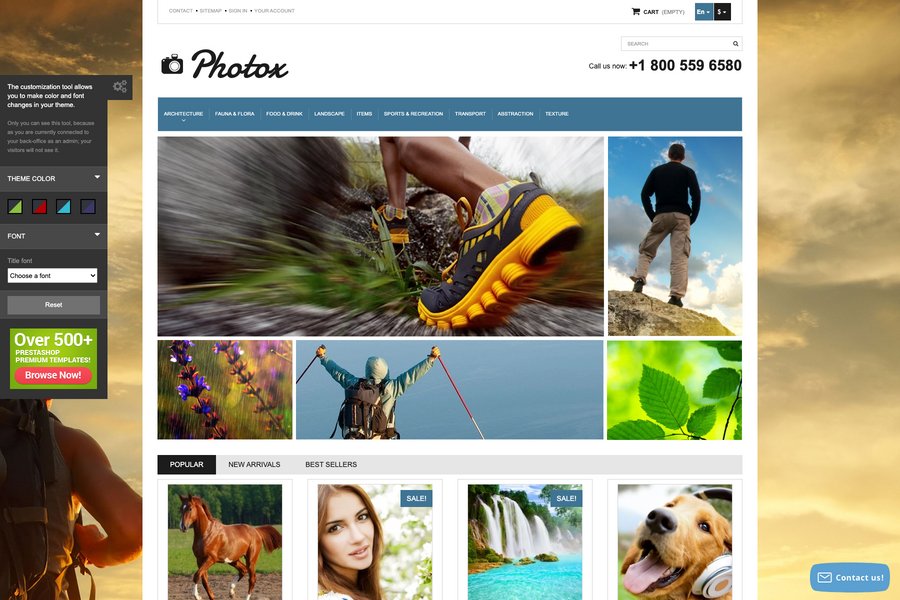 CONTACT • SITEMAP • SIGN IN • YOUR ACCOUNT
CART (EMPTY)
En
$
SEARCH
Photox
Call us now: +1 800 559 6580
The customization tool allows
you to make color and font
changes in your theme.
Only you can see this tool, because
as you are currently connected to
your back-office as an admin; your
visitors will not see it.
THEME COLOR
FONT
Title font
Choose a font
Reset
Over 500+
PRESTASHOP
PREMIUM TEMPLATES!
Browse Now!
ARCHITECTURE FAUNA & FLORA FOOD & DRINK LANDSCAPE ITEMS SPORTS & RECREATION TRANSPORT ABSTRACTION TEXTURE
POPULAR NEW ARRIVALS BEST SELLERS
SALE!
SALE!
Contact us!